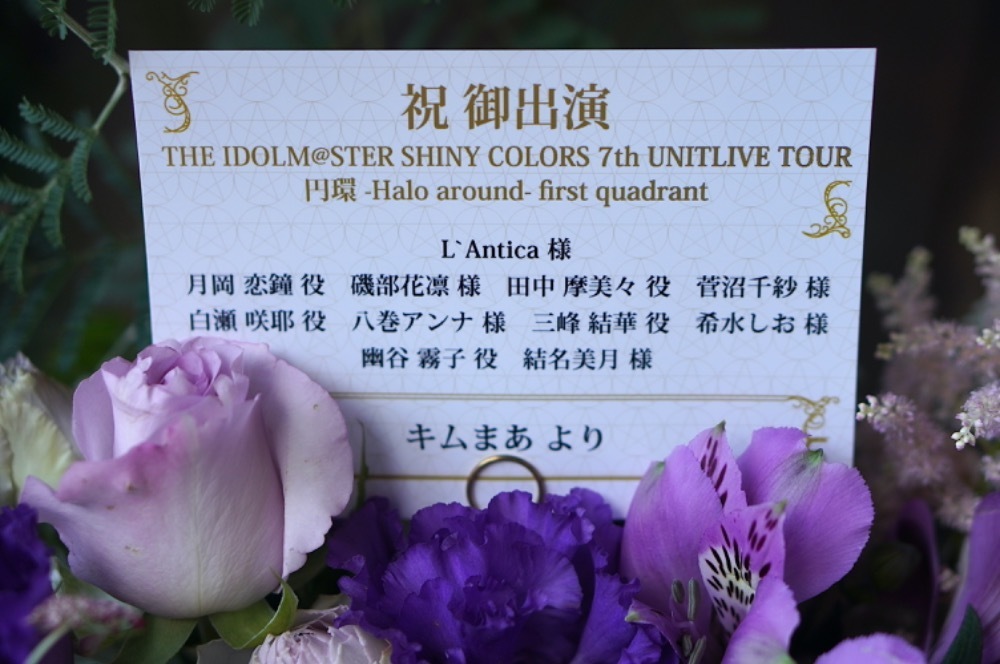 祝 御出演
THE IDOLM@STER SHINY COLORS 7th UNITLIVE TOUR
円環 -Halo around- first quadrant
L`Antica 様
月岡 恋鐘 役 磯部花凛 様 田中 摩美々 役 菅沼千紗 様
白瀬 咲耶 役 八巻アンナ 様 三峰 結華 役 希水しお 様
幽谷 霧子 役 結名美月 様
キムまあ より